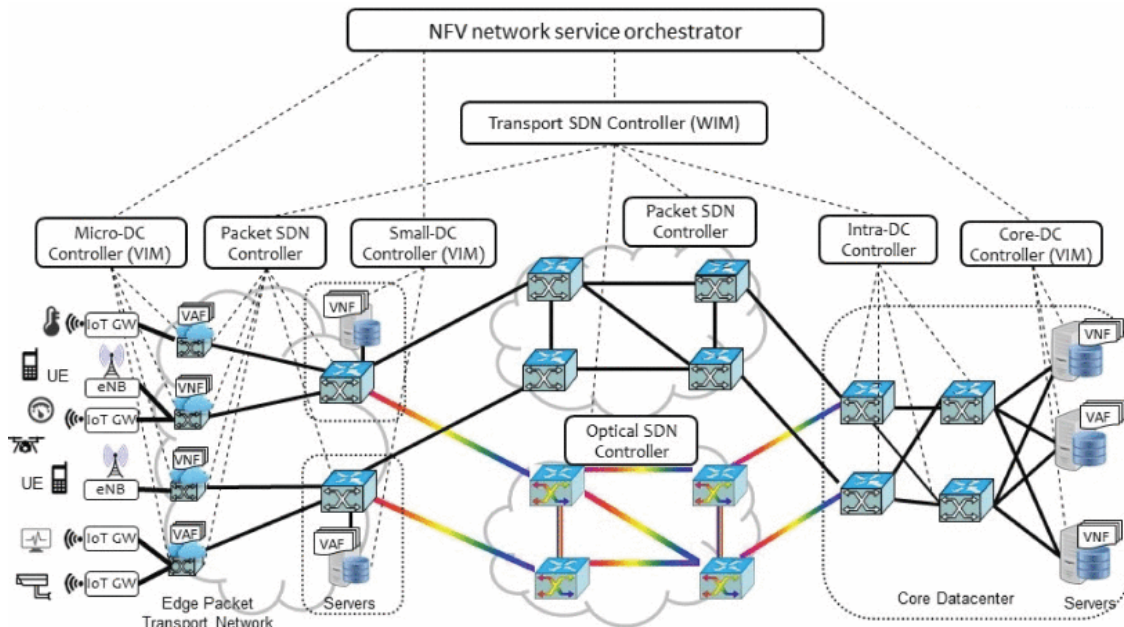 NFV network service orchestrator
Transport SDN Controller (WIM)
Micro-DC
Controller (VIM)
Packet SDN
Controller
Small-DC
Controller (VIM)
Packet SDN
Controller
Intra-DC
Controller
Core-DC
Controller (VIM)
IoT GW
VAF
VNF
VNF
UE
eNB
VNF
IoT GW
VAF
Optical SDN
Controller
UE
eNB
VNF
IoT GW
VAF
VAF
VNF
IoT GW
Edge Packet
Transport Network
Servers
Core Datacenter
Servers